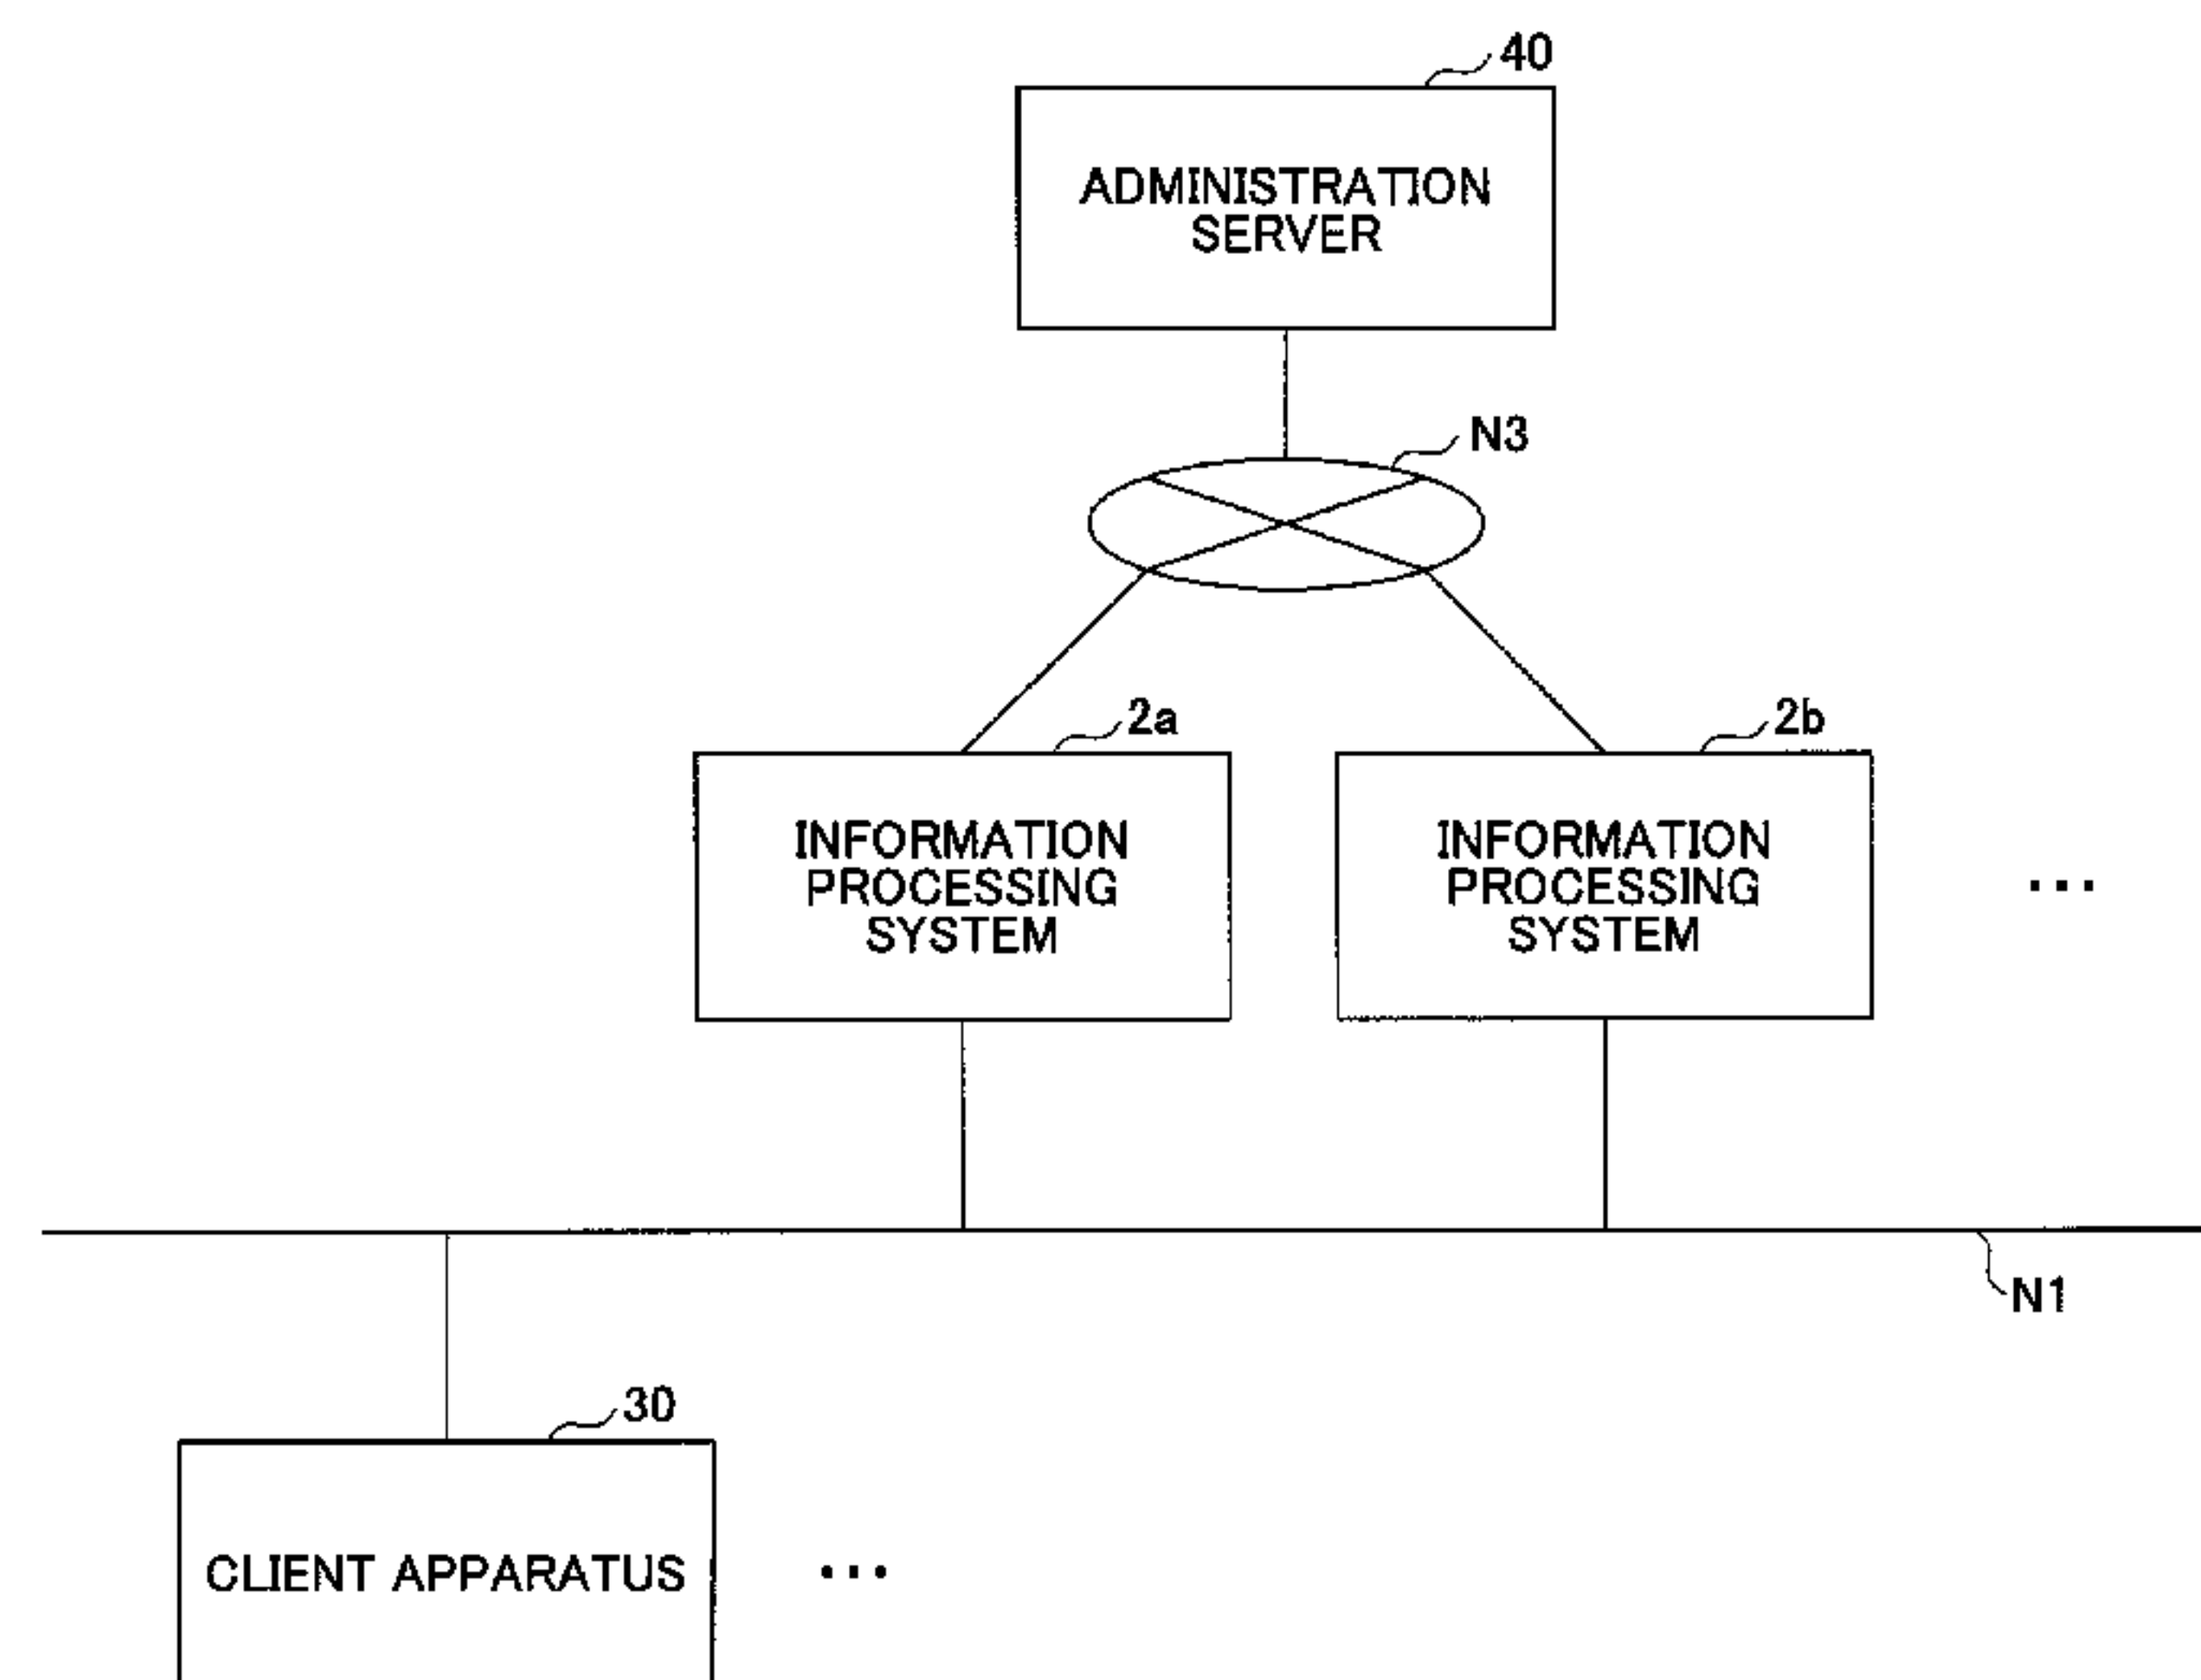 40
ADMINISTRATION
SERVER
N3
2a
2b
INFORMATION
PROCESSING
SYSTEM
INFORMATION
PROCESSING
SYSTEM
...
N1
30
CLIENT APPARATUS
...